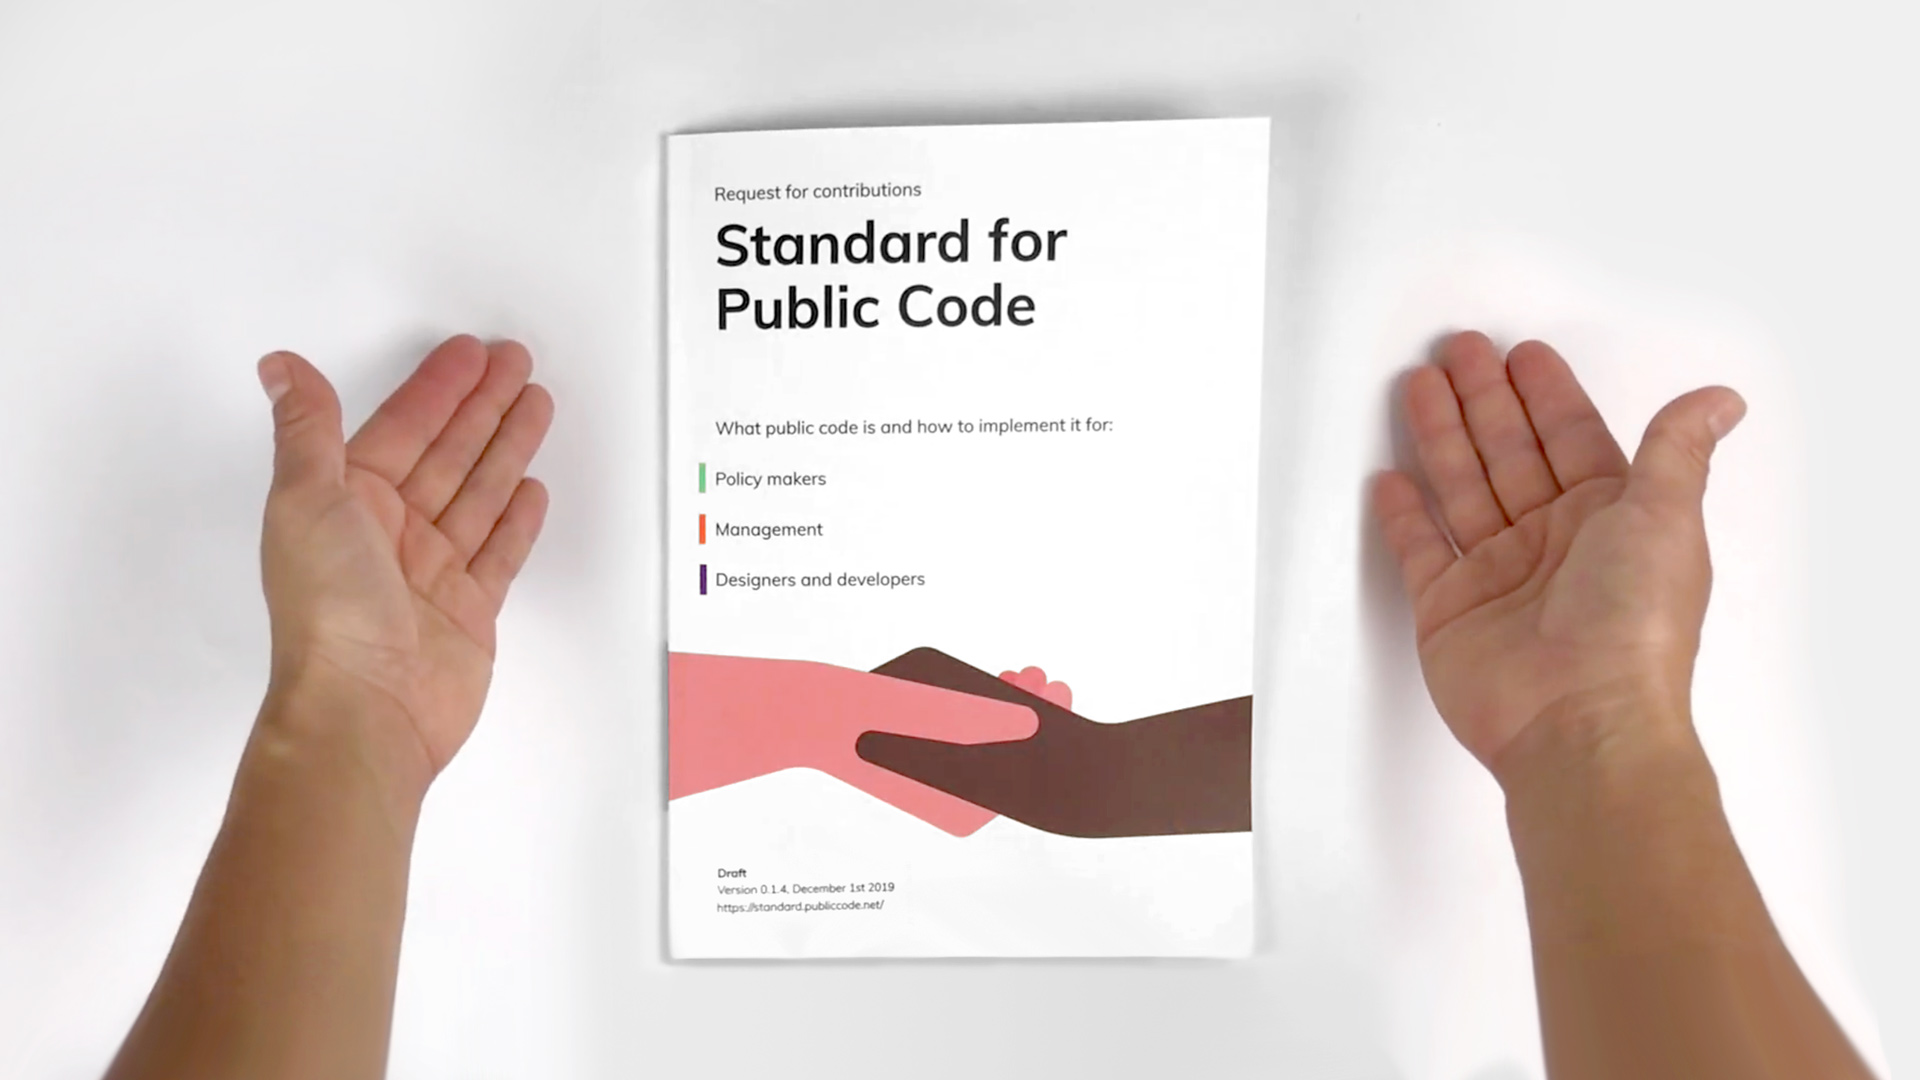 Request for contributions
Standard for
Public Code
What public code is and how to implement it for:
Policy makers
Management
Designers and developers
Draft
Version 0.1.4, December 1st 2019
https://standard.publiccode.net/